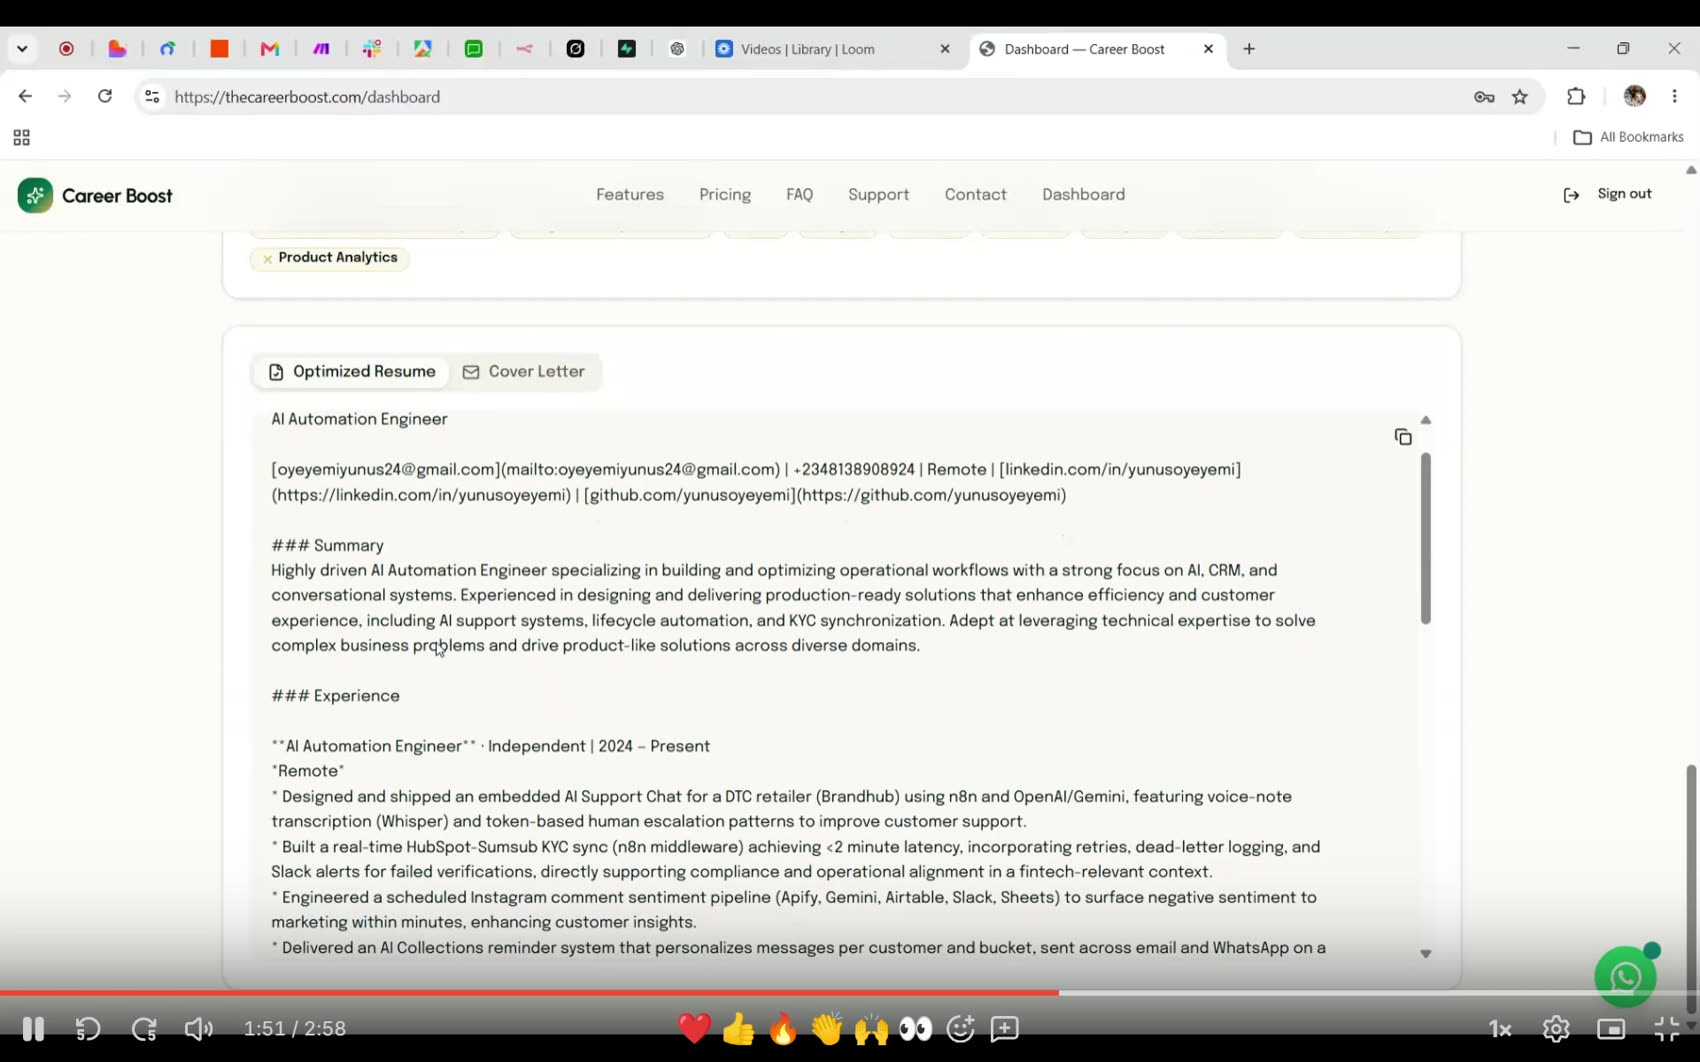 Videos | Library | Loom
Dashboard — Career Boost
https://thecareerboost.com/dashboard
All Bookmarks
Career Boost
Features
Pricing
FAQ
Support
Contact
Dashboard
Sign out
Product Analytics
Optimized Resume
Cover Letter
AI Automation Engineer
[oyeyemiyunus24@gmail.com](mailto:oyeyemiyunus24@gmail.com) | +2348138908924 | Remote | [linkedin.com/in/yunusoyeyemi]
(https://linkedin.com/in/yunusoyeyemi) | [github.com/yunusoyeyemi](https://github.com/yunusoyeyemi)
### Summary
Highly driven AI Automation Engineer specializing in building and optimizing operational workflows with a strong focus on AI, CRM, and
conversational systems. Experienced in designing and delivering production-ready solutions that enhance efficiency and customer
experience, including AI support systems, lifecycle automation, and KYC synchronization. Adept at leveraging technical expertise to solve
complex business problems and drive product-like solutions across diverse domains.
### Experience
**AI Automation Engineer** · Independent | 2024 – Present
*Remote*
* Designed and shipped an embedded AI Support Chat for a DTC retailer (Brandhub) using n8n and OpenAI/Gemini, featuring voice-note
transcription (Whisper) and token-based human escalation patterns to improve customer support.
* Built a real-time HubSpot-Sumsub KYC sync (n8n middleware) achieving <2 minute latency, incorporating retries, dead-letter logging, and
Slack alerts for failed verifications, directly supporting compliance and operational alignment in a fintech-relevant context.
* Engineered a scheduled Instagram comment sentiment pipeline (Apify, Gemini, Airtable, Slack, Sheets) to surface negative sentiment to
marketing within minutes, enhancing customer insights.
* Delivered an AI Collections reminder system that personalizes messages per customer and bucket, sent across email and WhatsApp on a
1:51 / 2:58
1x